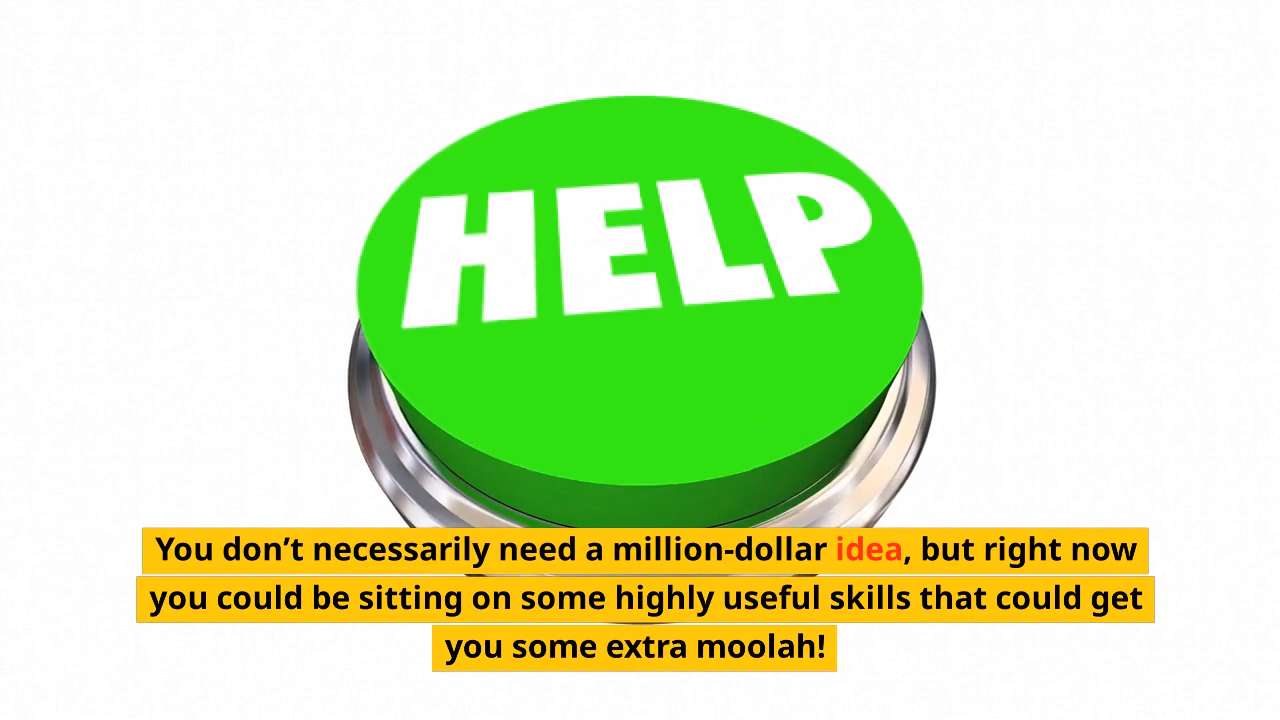 HELP
You don’t necessarily need a million-dollar idea, but right now
you could be sitting on some highly useful skills that could get
you some extra moolah!